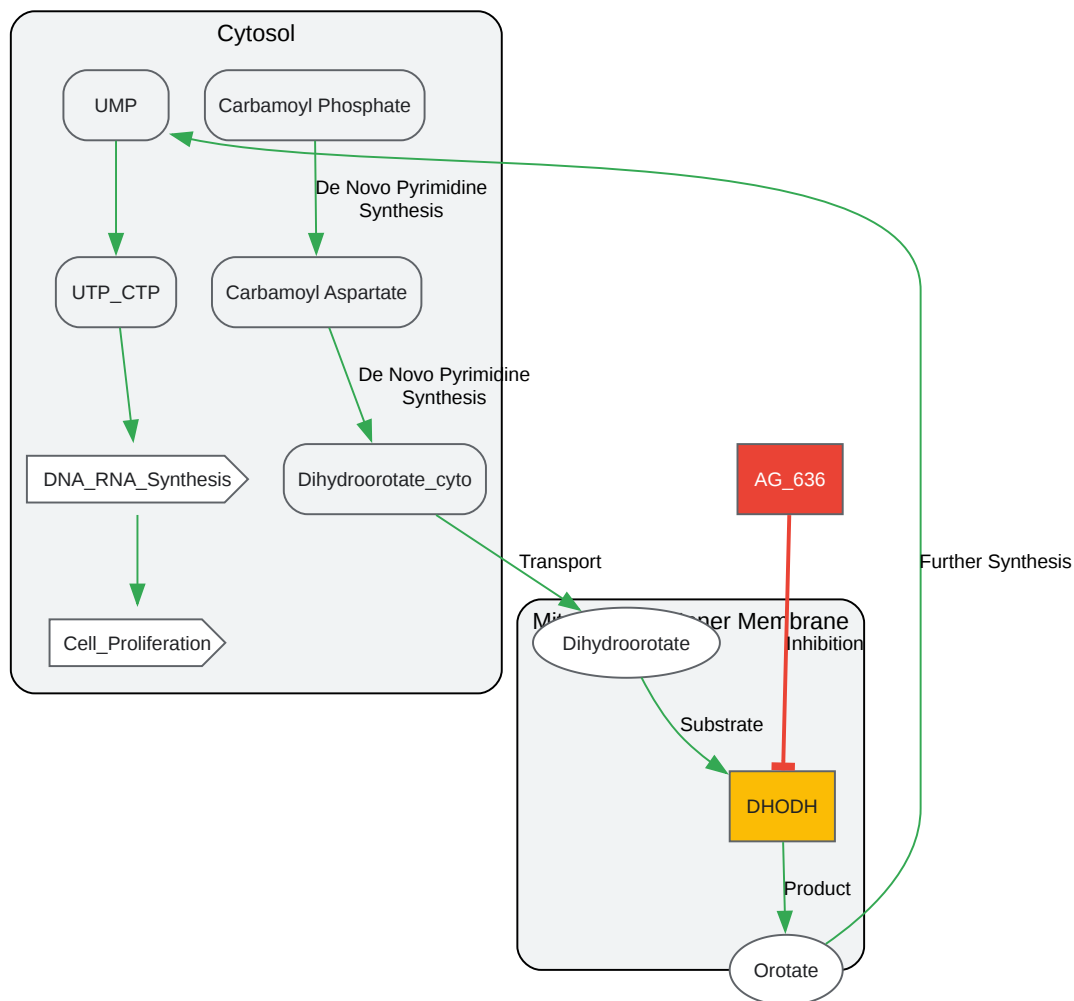 Cytosol
UMP
Carbamoyl Phosphate
De Novo Pyrimidine
Synthesis
UTP_CTP
Carbamoyl Aspartate
De Novo Pyrimidine
Synthesis
DNA_RNA_Synthesis
Dihydroorotate_cyto
AG_636
Transport
Further Synthesis
Membrane
Cell_Proliferation
Dihydroorotate
Inhibition
Substrate
DHODH
Product
Orotate